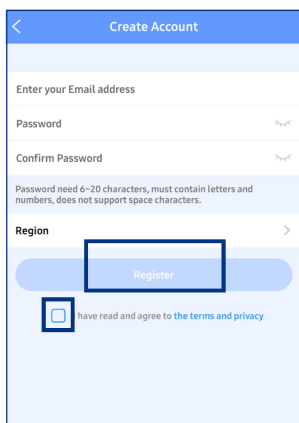 Create Account
Enter your Email address
Password
Confirm Password
Password need 6-20 characters, must contain letters and
numbers, does not support space characters.
Region
Register
have read and agree to the terms and privacy